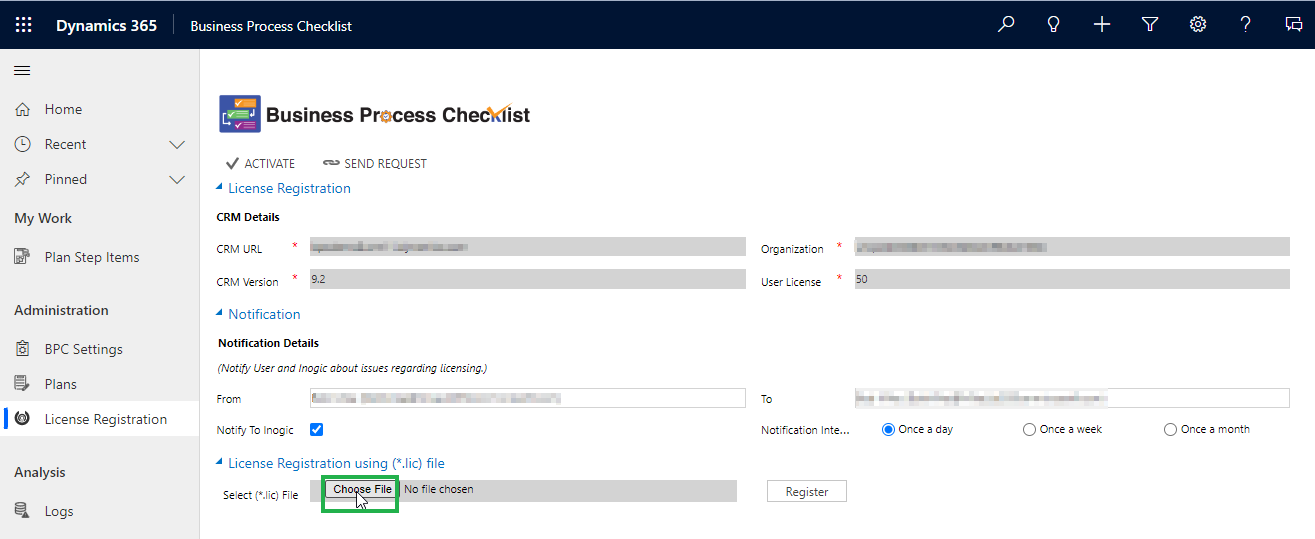 Dynamics 365 Business Process Checklist
Home
Recent
Pinned
My Work
Plan Step Items
Administration
BPC Settings
Plans
License Registration
Analysis
Logs
Business Process Checklist
ACTIVATE SEND REQUEST
License Registration
CRM Details
CRM URL * Organization *
CRM Version * 9.2 User License * 50
Notification
Notification Details
(Notify User and Inogic about issues regarding licensing.)
From To
Notify To Inogic Notification Inte... Once a day Once a week Once a month
License Registration using (*.lic) file
Select (*.lic) File Choose File No file chosen Register